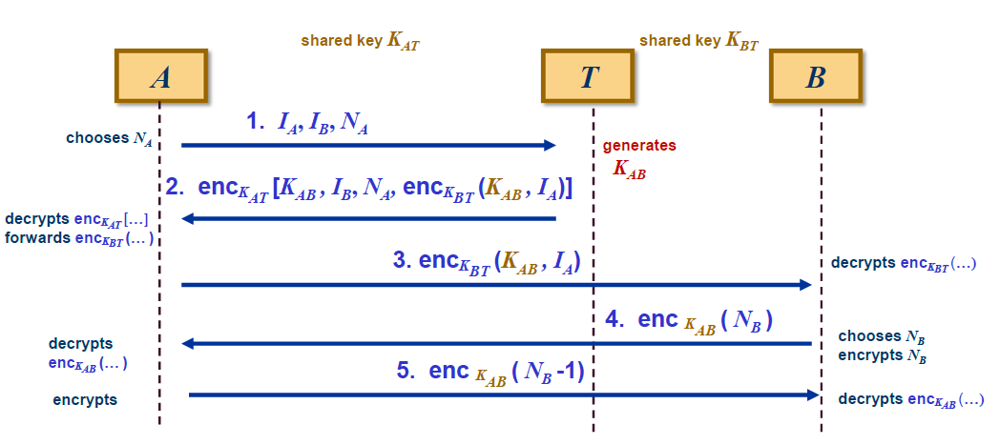 shared key K_AT shared key K_BT
A T B
1. I_A, I_B, N_A
chooses N_A
generates
K_AB
2. enc_K_AT [K_AB , I_B, N_A, enc_K_BT (K_AB , I_A)]
decrypts enc_K_AT [...]
forwards enc_K_BT (... )
3. enc_K_BT (K_AB , I_A)
decrypts enc_K_BT (...)
4. enc K_AB ( N_B )
decrypts
enc_K_AB (... )
chooses N_B
encrypts N_B
5. enc K_AB ( N_B -1)
encrypts
decrypts enc_K_AB (...)